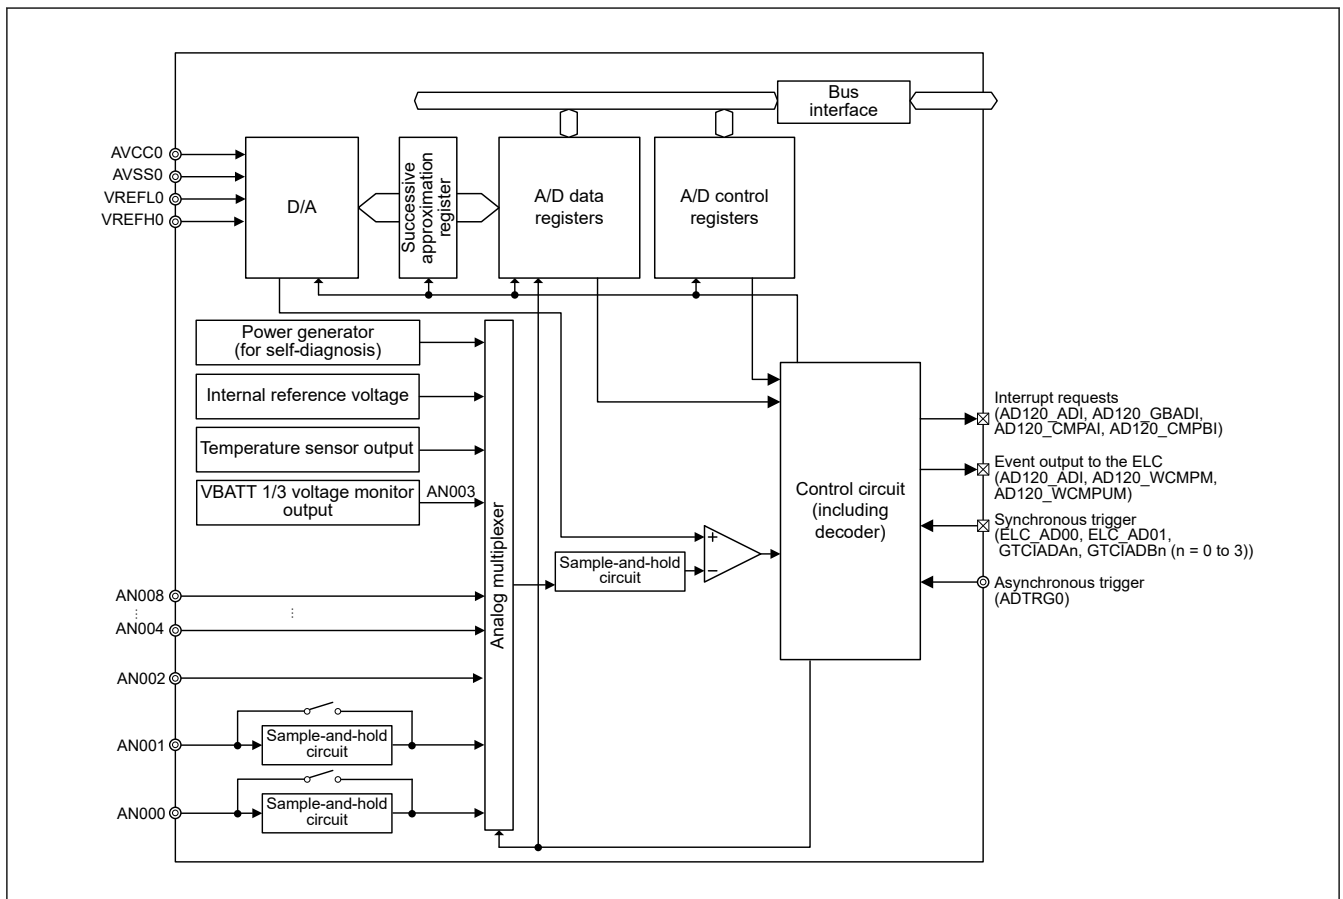 Bus
interface
AVCC0
AVSS0
VREFL0
VREFH0
D/A
Successive
approximation
register
A/D data
registers
A/D control
registers
Power generator
(for self-diagnosis)
Internal reference voltage
Temperature sensor output
VBATT 1/3 voltage monitor
output
AN003
Analog multiplexer
Sample-and-hold
circuit
+
−
Control circuit
(including
decoder)
Interrupt requests
(AD120_ADI, AD120_GBADI,
AD120_CMPAI, AD120_CMPBI)
Event output to the ELC
(AD120_ADI, AD120_WCMPM,
AD120_WCMPUM)
Synchronous trigger
(ELC_AD00, ELC_AD01,
GTCIADAn, GTCIADBn (n = 0 to 3))
Asynchronous trigger
(ADTRG0)
AN008
AN004
AN002
AN001
Sample-and-hold
circuit
AN000
Sample-and-hold
circuit